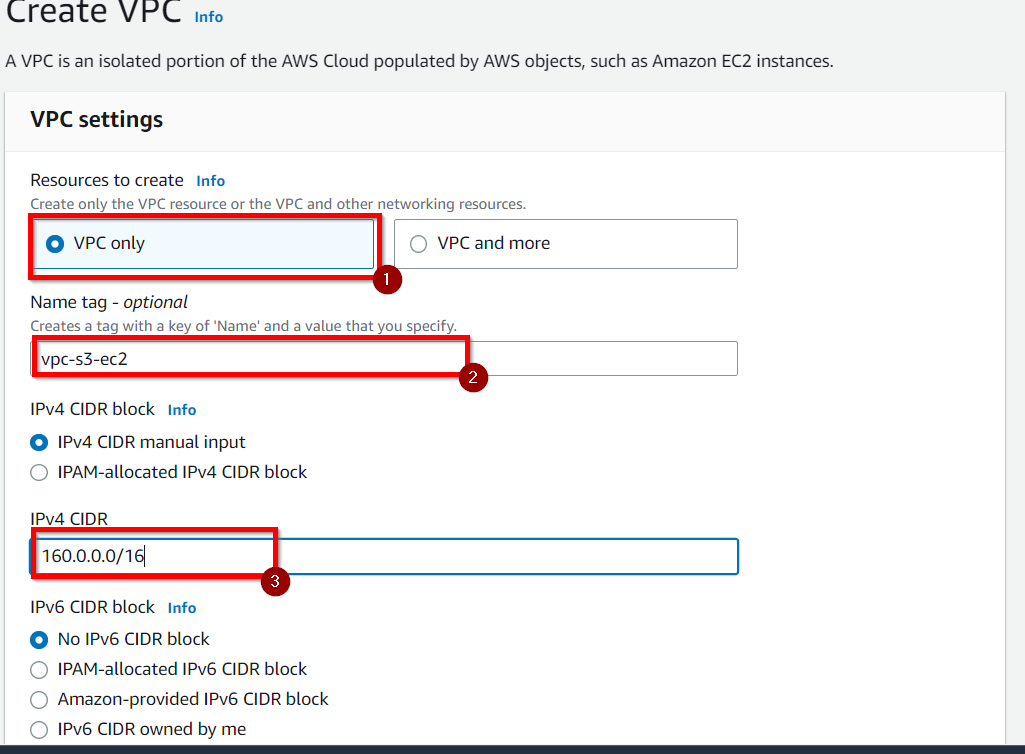 Create VPC Info
A VPC is an isolated portion of the AWS Cloud populated by AWS objects, such as Amazon EC2 instances.
VPC settings
Resources to create Info
Create only the VPC resource or the VPC and other networking resources.
VPC only
VPC and more
1
Name tag - optional
Creates a tag with a key of 'Name' and a value that you specify.
vpc-s3-ec2
2
IPv4 CIDR block Info
IPv4 CIDR manual input
IPAM-allocated IPv4 CIDR block
IPv4 CIDR
160.0.0.0/16
3
IPv6 CIDR block Info
No IPv6 CIDR block
IPAM-allocated IPv6 CIDR block
Amazon-provided IPv6 CIDR block
IPv6 CIDR owned by me